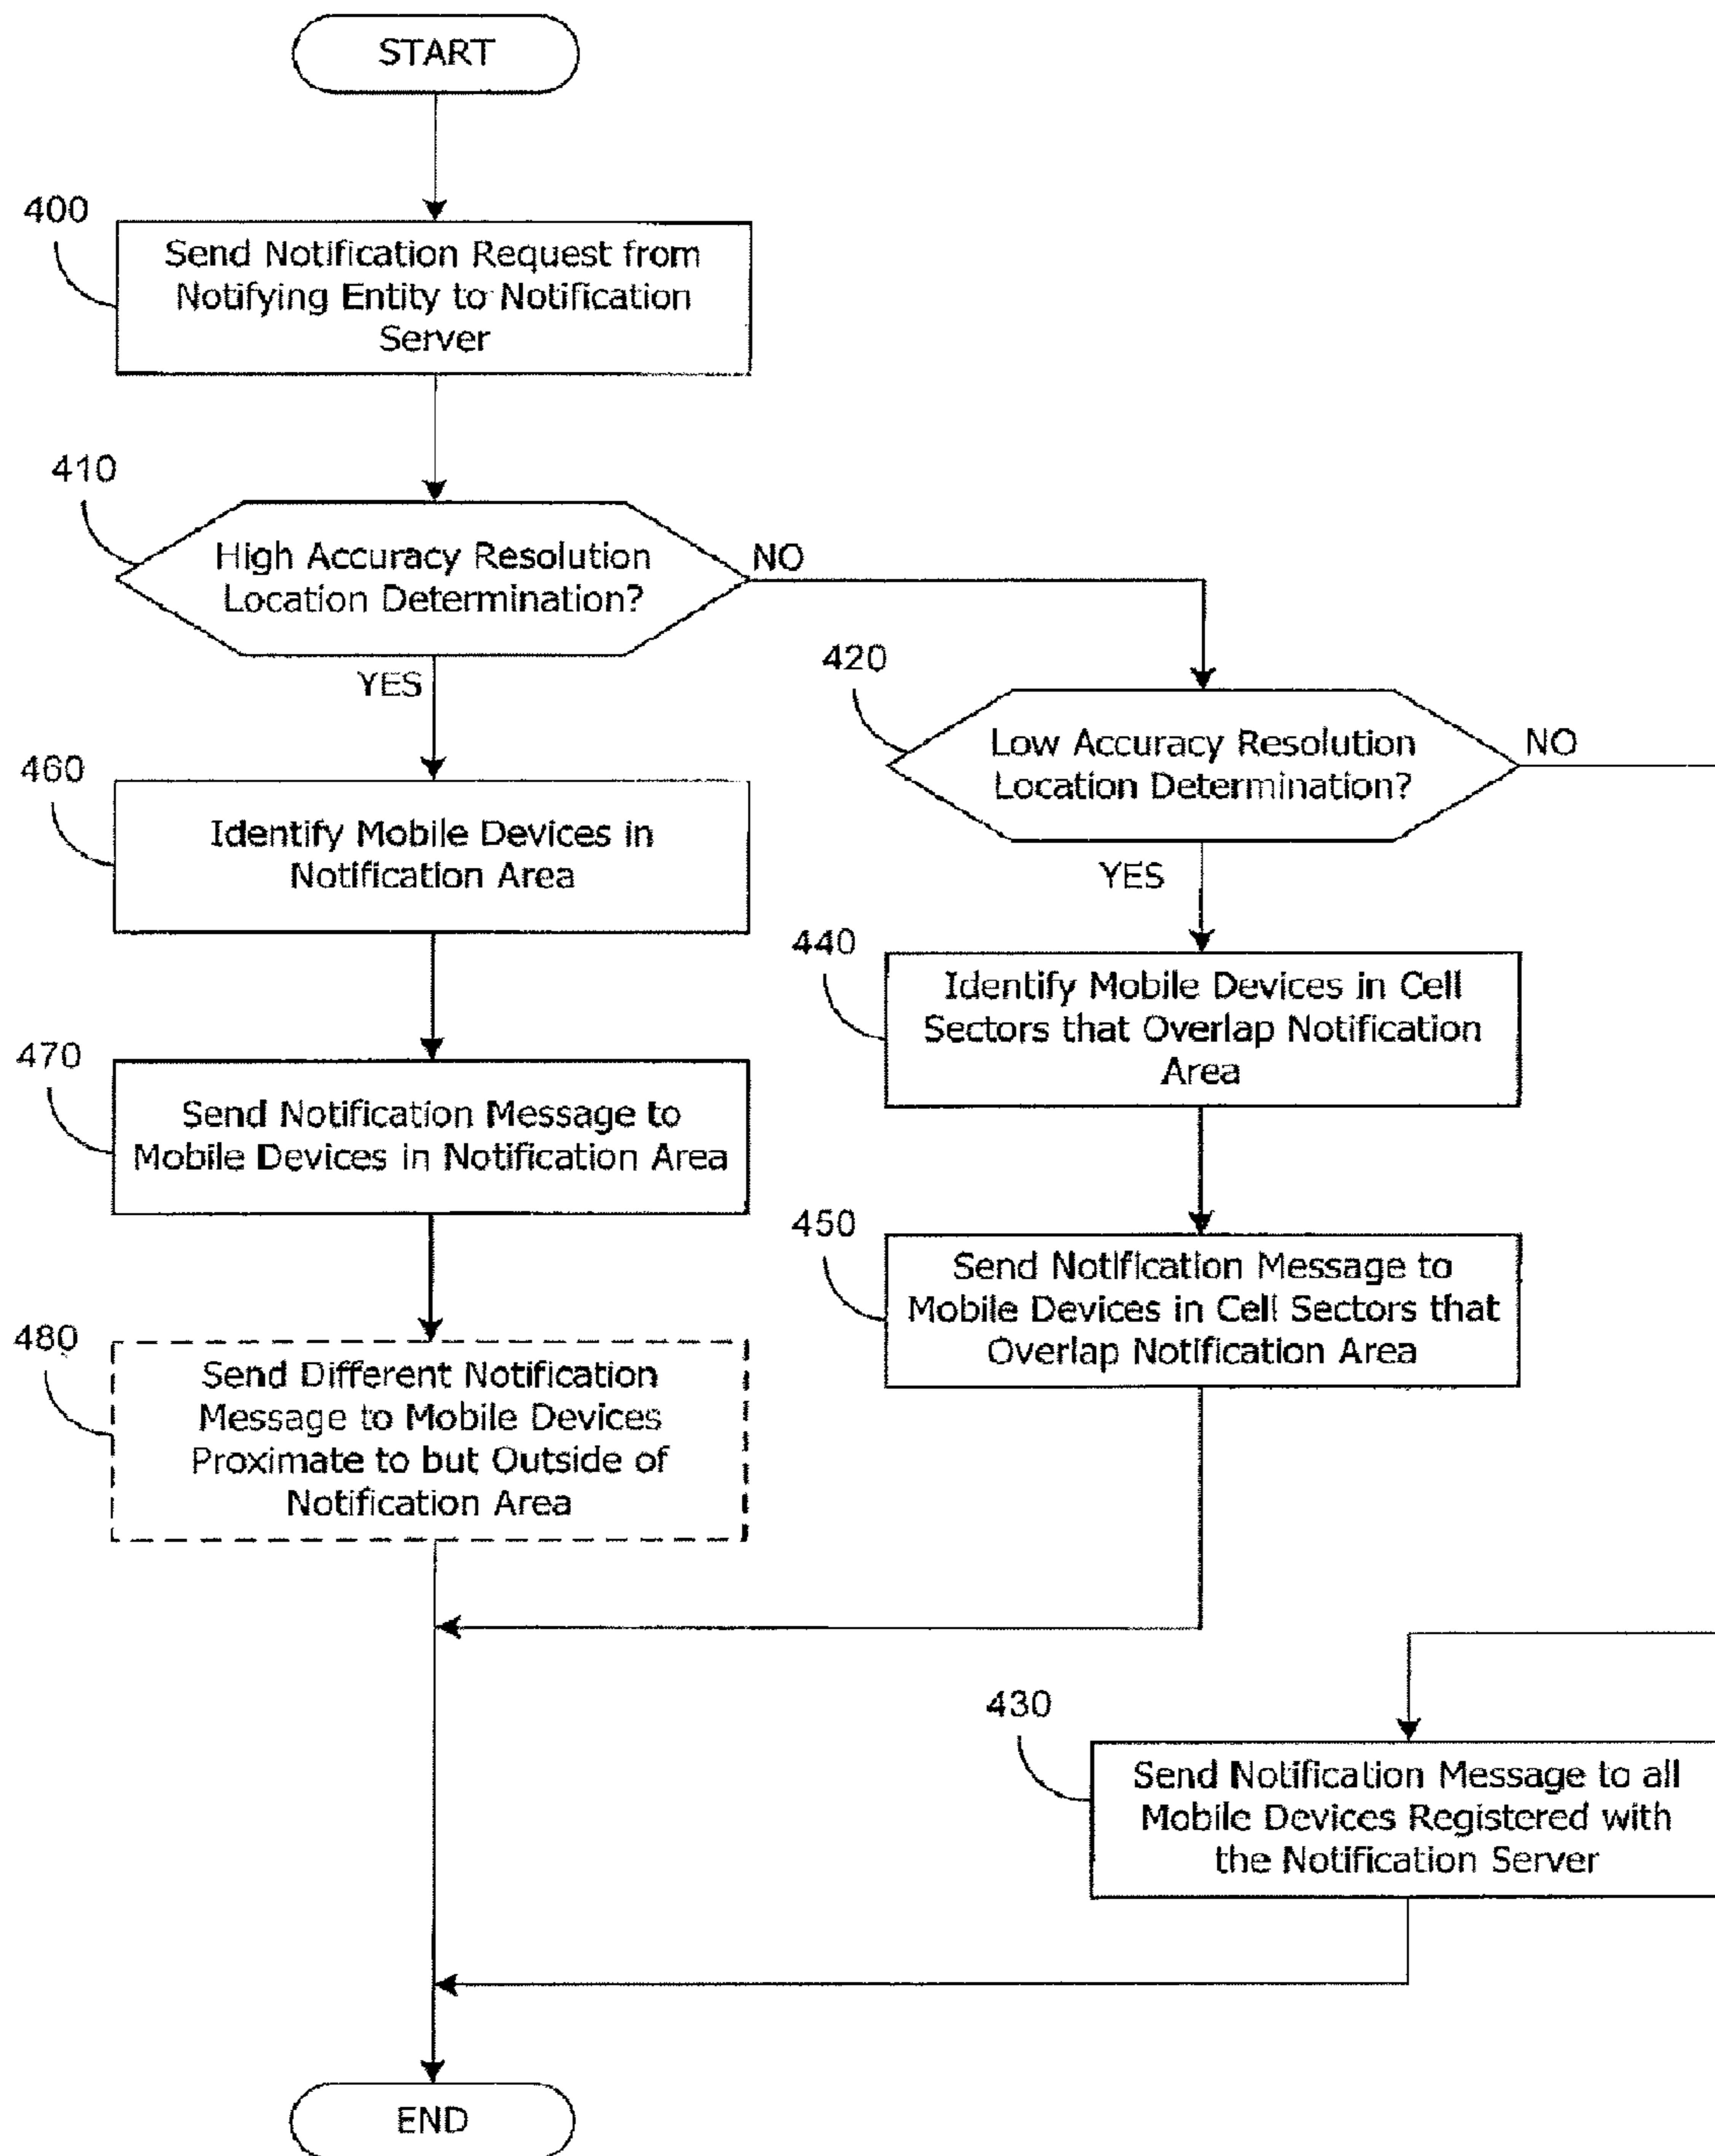 START
400
Send Notification Request from
Notifying Entity to Notification
Server
410
High Accuracy Resolution
Location Determination?
NO
YES
420
Low Accuracy Resolution
Location Determination?
NO
YES
460
Identify Mobile Devices in
Notification Area
440
Identify Mobile Devices in Cell
Sectors that Overlap Notification
Area
470
Send Notification Message to
Mobile Devices in Notification Area
450
Send Notification Message to
Mobile Devices in Cell Sectors that
Overlap Notification Area
480
Send Different Notification
Message to Mobile Devices
Proximate to but Outside of
Notification Area
430
Send Notification Message to all
Mobile Devices Registered with
the Notification Server
END